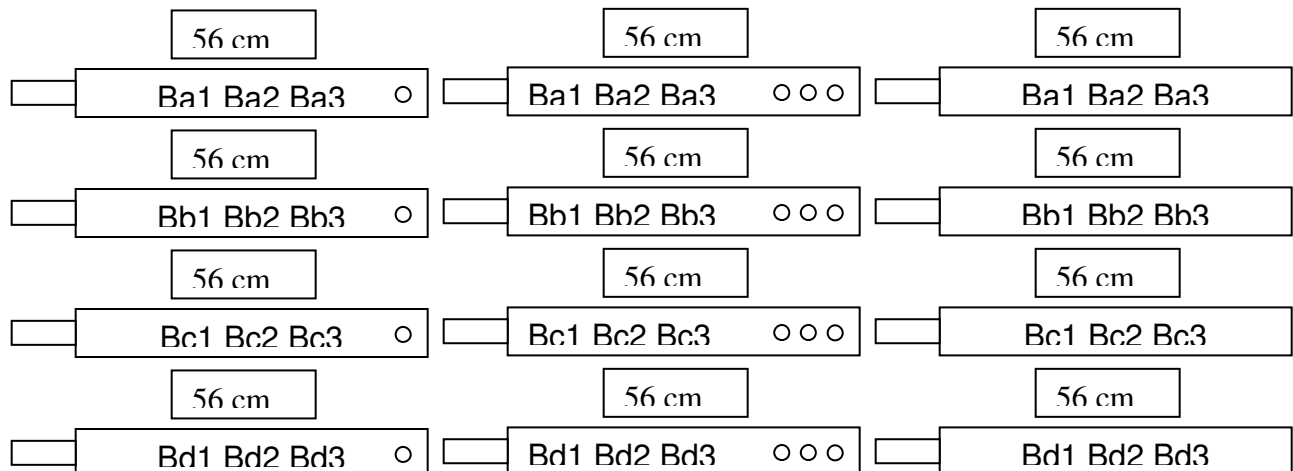 56 cm 56 cm 56 cm
Ba1 Ba2 Ba3 Ba1 Ba2 Ba3 Ba1 Ba2 Ba3
56 cm 56 cm 56 cm
Bb1 Bb2 Bb3 Bb1 Bb2 Bb3 Bb1 Bb2 Bb3
56 cm 56 cm 56 cm
Bc1 Bc2 Bc3 Bc1 Bc2 Bc3 Bc1 Bc2 Bc3
56 cm 56 cm 56 cm
Bd1 Bd2 Bd3 Bd1 Bd2 Bd3 Bd1 Bd2 Bd3